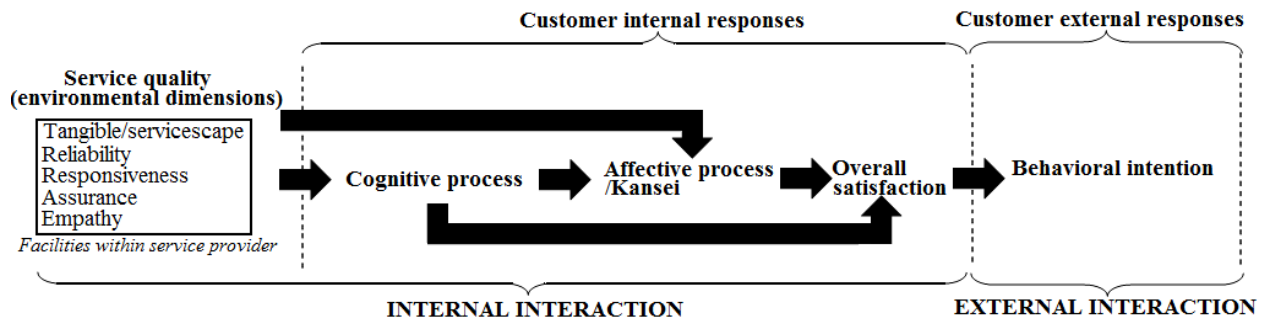 Customer internal responses
Customer external responses
Service quality
(environmental dimensions)
Tangible/servicescape
Reliability
Responsiveness
Assurance
Empathy
Facilities within service provider
Cognitive process
Affective process
/Kansei
Overall
satisfaction
Behavioral intention
INTERNAL INTERACTION
EXTERNAL INTERACTION